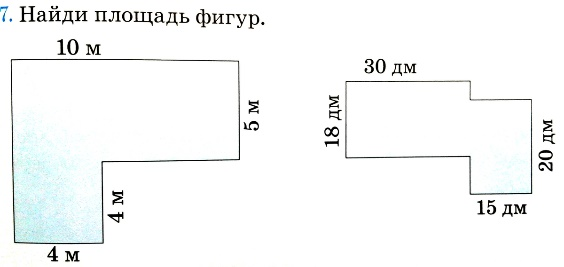 7. Найди площадь фигур.
10 м
5 м
4 м
4 м
30 дм
18 дм
20 дм
15 дм